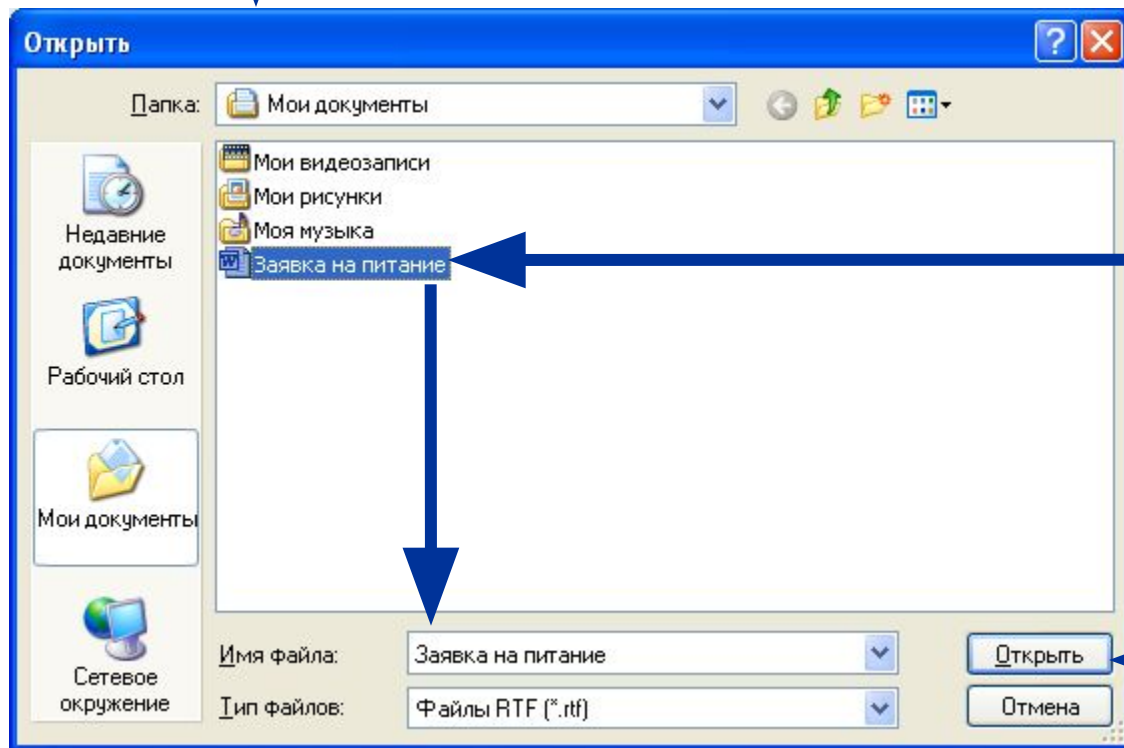 Открыть
Папка: Мои документы
Мои видеозаписи
Мои рисунки
Моя музыка
Заявка на питание
Недавние
документы
Рабочий стол
Мои документы
Сетевое
окружение
Имя файла: Заявка на питание Открыть
Тип файлов: Файлы RTF (*.rtf) Отмена